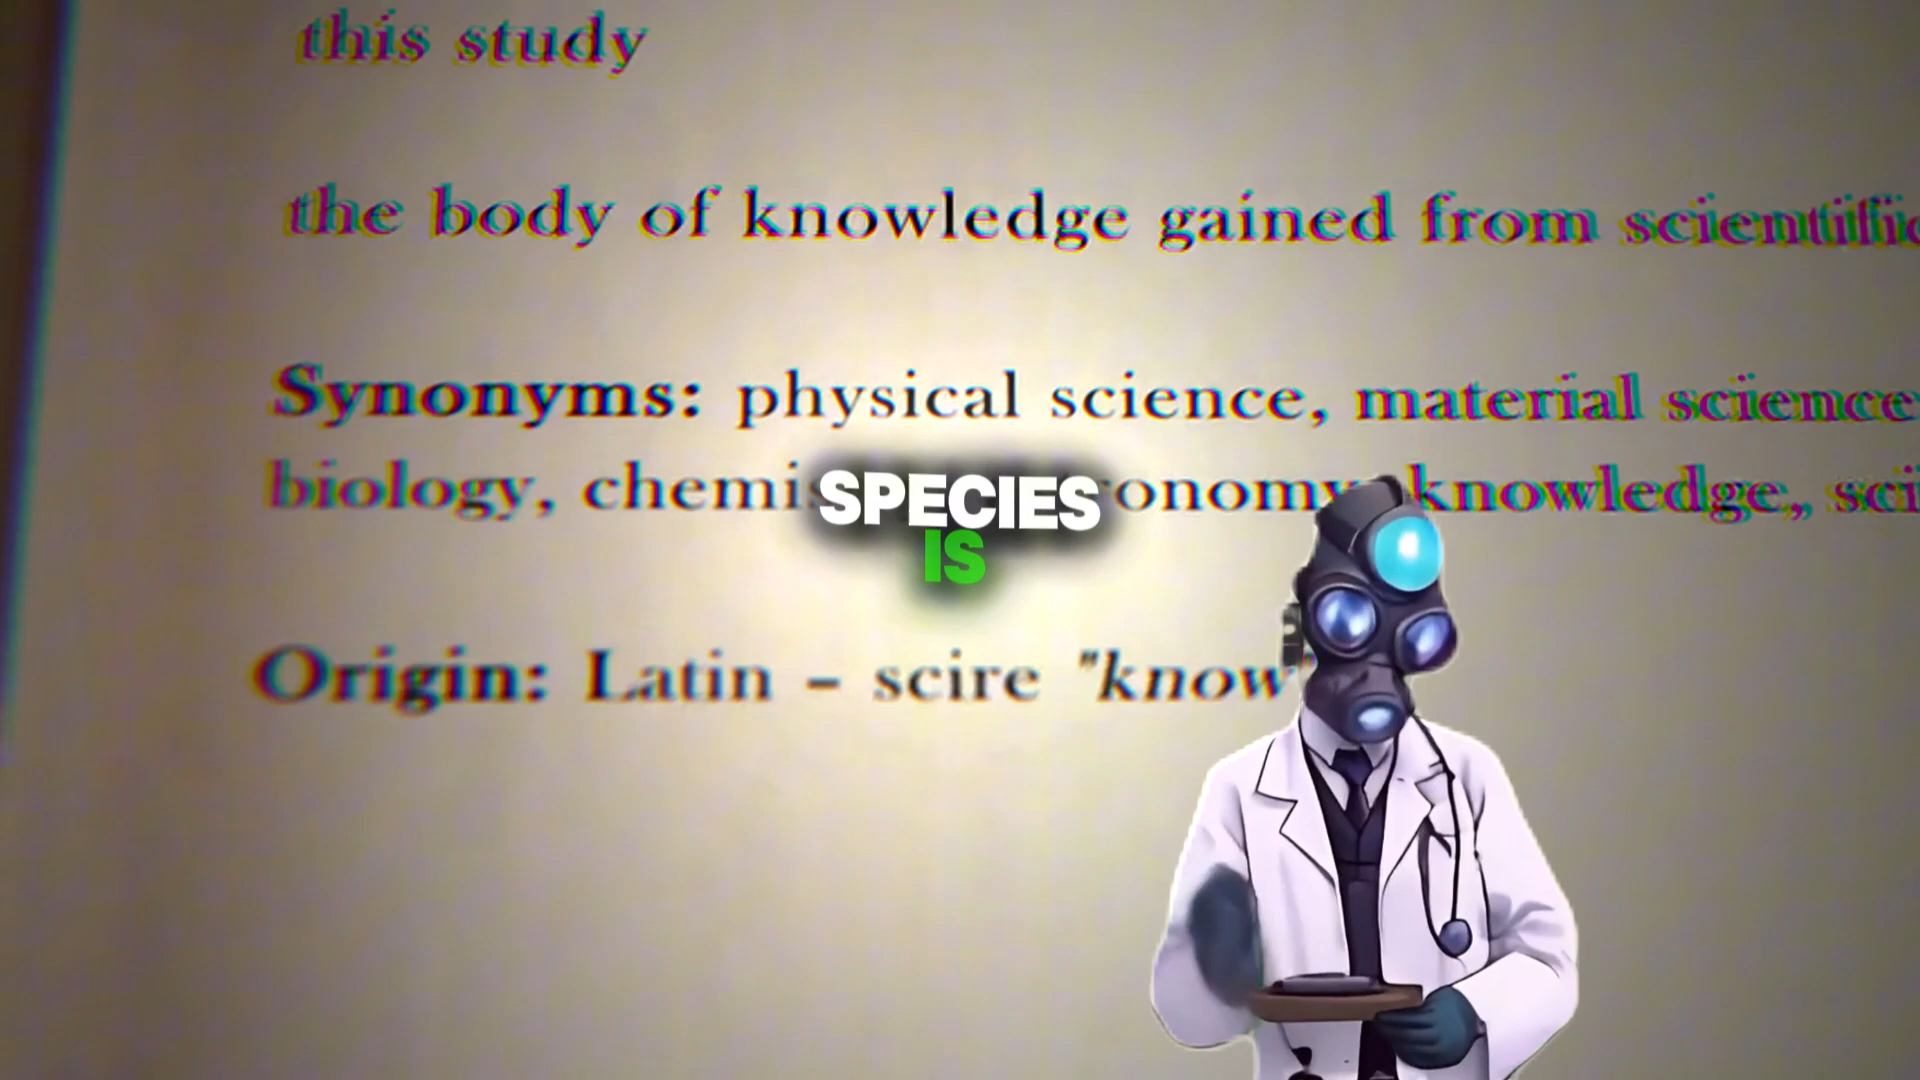 this study
the body of knowledge gained from scientific
Synonyms: physical science, material science
biology, chemi onomy, knowledge, sci
SPECIES
IS
Origin: Latin – scire "know"